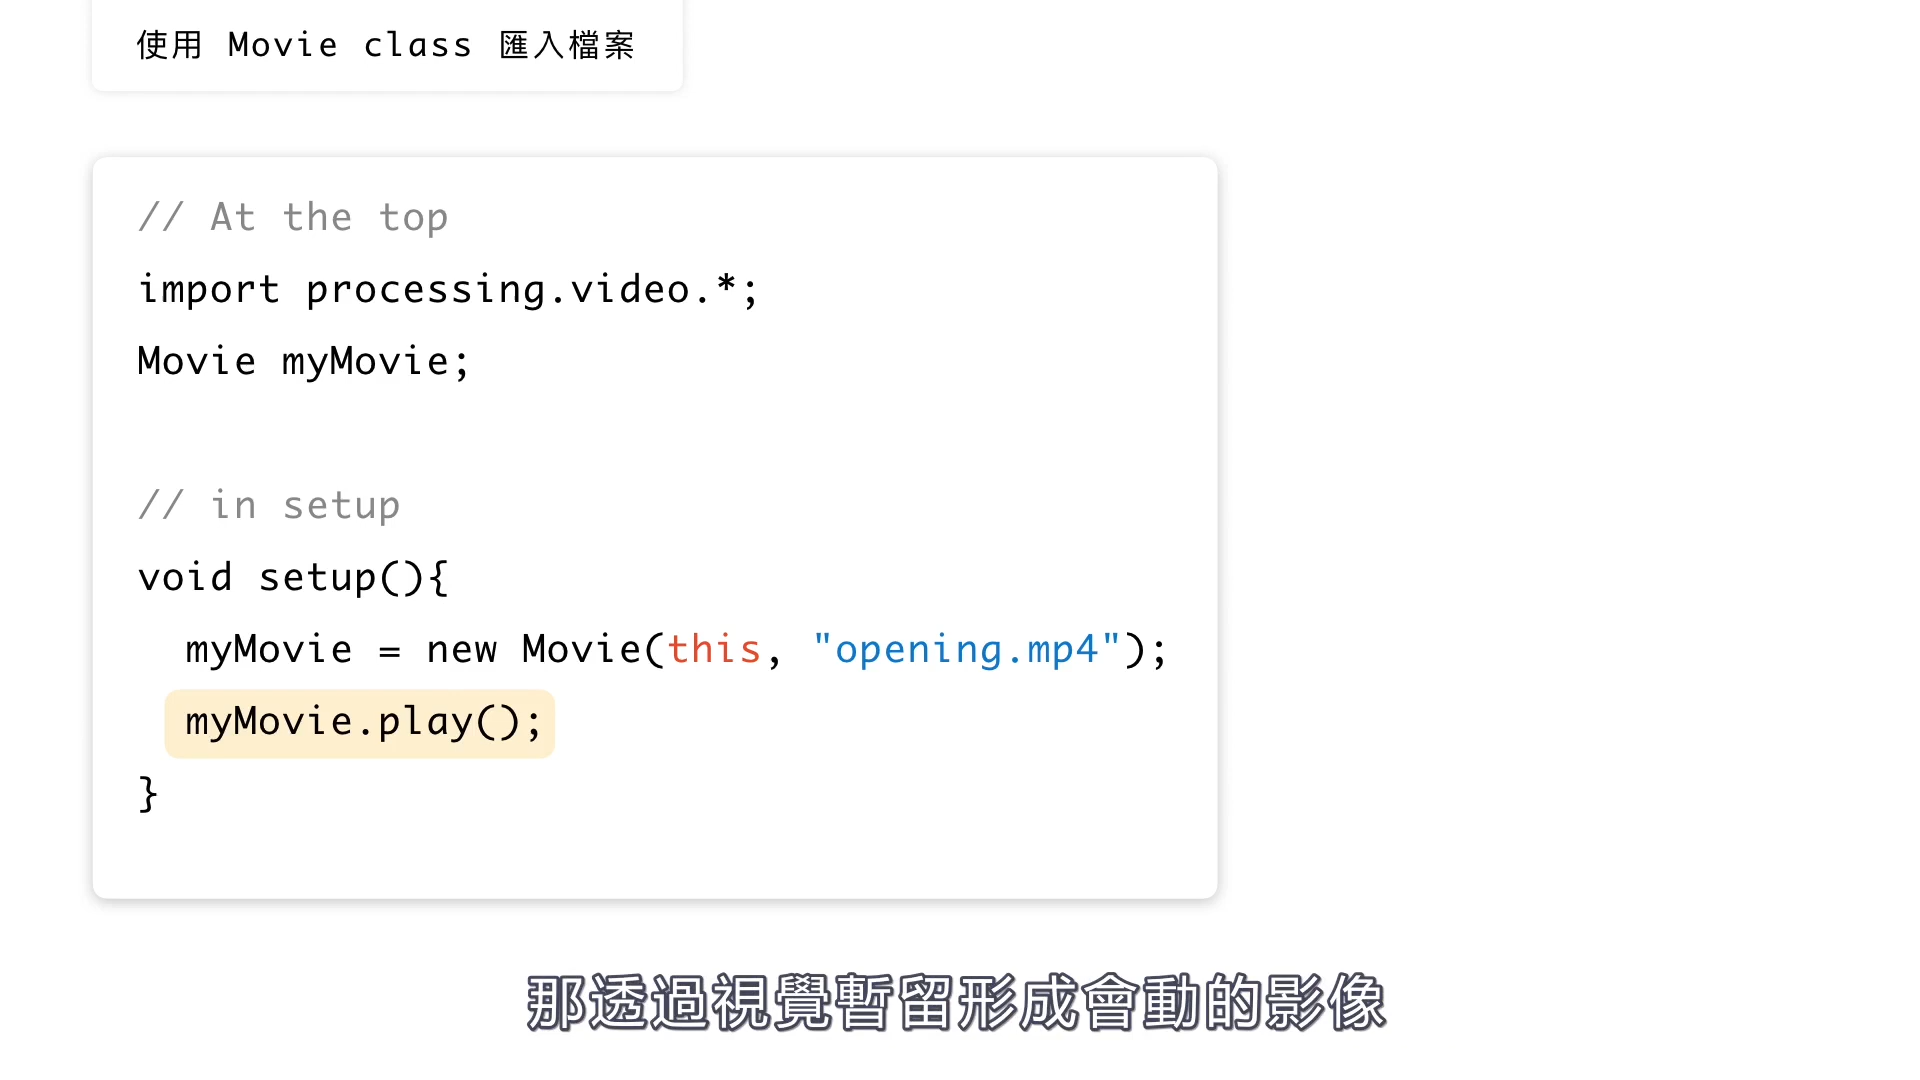 使用 Movie class 匯入檔案
// At the top
import processing.video.*;
Movie myMovie;
// in setup
void setup(){
myMovie = new Movie(this, "opening.mp4");
myMovie.play();
}
那透過視覺暫留形成會動的影像